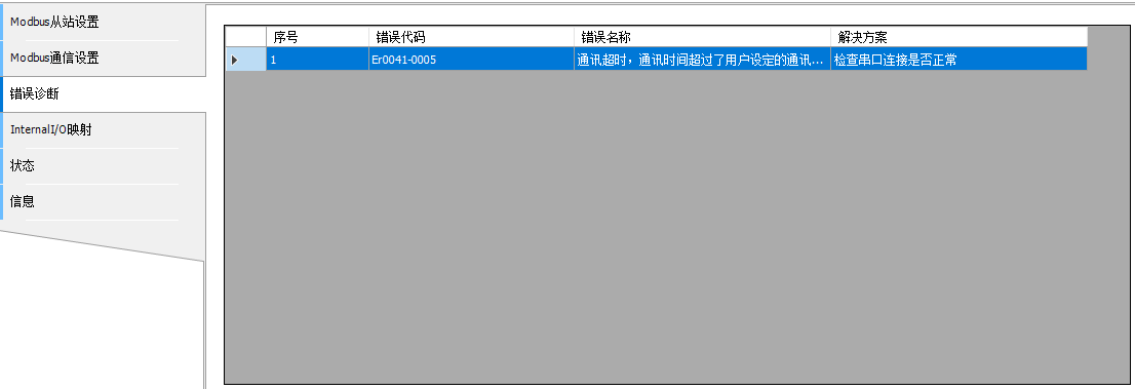 Modbus从站设置
Modbus通信设置
错误诊断
InternalI/O映射
状态
信息
序号 错误代码 错误名称 解决方案
1 Er0041-0005 通讯超时，通讯时间超过了用户设定的通讯... 检查串口连接是否正常